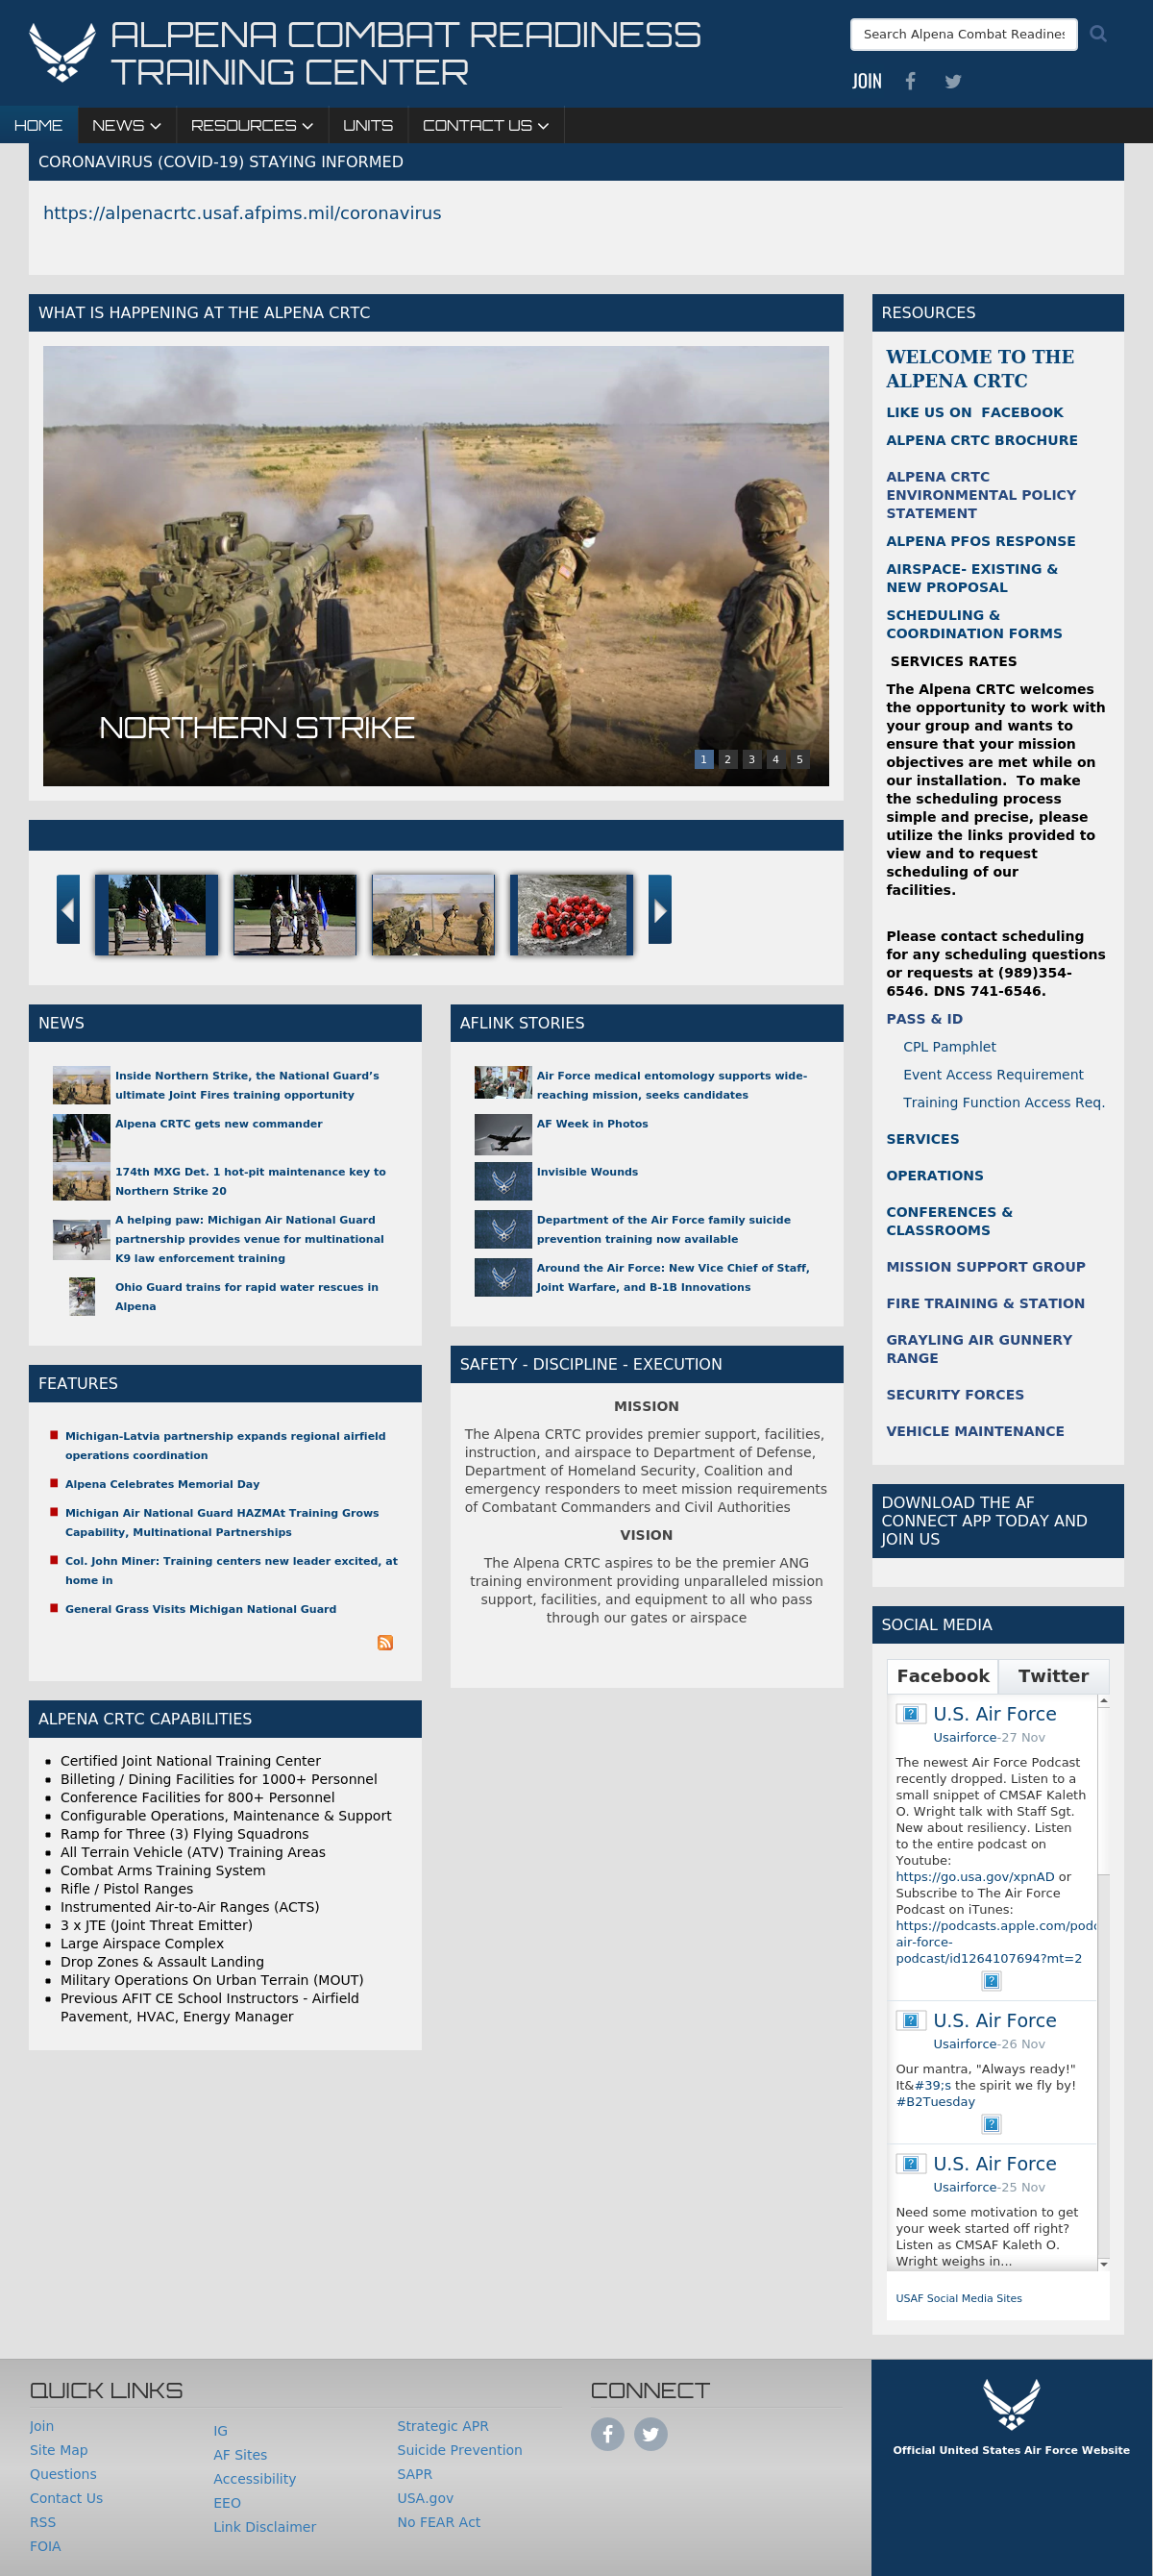 ALPENA COMBAT READINESS
TRAINING CENTER
Search Alpena Combat Readines
JOIN
HOME
NEWS
RESOURCES
UNITS
CONTACT US
CORONAVIRUS (COVID-19) STAYING INFORMED
https://alpenacrtc.usaf.afpims.mil/coronavirus
WHAT IS HAPPENING AT THE ALPENA CRTC
NORTHERN STRIKE
1 2 3 4 5
NEWS
Inside Northern Strike, the National Guard’s
ultimate Joint Fires training opportunity
Alpena CRTC gets new commander
174th MXG Det. 1 hot-pit maintenance key to
Northern Strike 20
A helping paw: Michigan Air National Guard
partnership provides venue for multinational
K9 law enforcement training
Ohio Guard trains for rapid water rescues in
Alpena
FEATURES
Michigan-Latvia partnership expands regional airfield
operations coordination
Alpena Celebrates Memorial Day
Michigan Air National Guard HAZMAt Training Grows
Capability, Multinational Partnerships
Col. John Miner: Training centers new leader excited, at
home in
General Grass Visits Michigan National Guard
ALPENA CRTC CAPABILITIES
Certified Joint National Training Center
Billeting / Dining Facilities for 1000+ Personnel
Conference Facilities for 800+ Personnel
Configurable Operations, Maintenance & Support
Ramp for Three (3) Flying Squadrons
All Terrain Vehicle (ATV) Training Areas
Combat Arms Training System
Rifle / Pistol Ranges
Instrumented Air-to-Air Ranges (ACTS)
3 x JTE (Joint Threat Emitter)
Large Airspace Complex
Drop Zones & Assault Landing
Military Operations On Urban Terrain (MOUT)
Previous AFIT CE School Instructors - Airfield
Pavement, HVAC, Energy Manager
AFLINK STORIES
Air Force medical entomology supports wide-
reaching mission, seeks candidates
AF Week in Photos
Invisible Wounds
Department of the Air Force family suicide
prevention training now available
Around the Air Force: New Vice Chief of Staff,
Joint Warfare, and B-1B Innovations
SAFETY - DISCIPLINE - EXECUTION
MISSION
The Alpena CRTC provides premier support, facilities,
instruction, and airspace to Department of Defense,
Department of Homeland Security, Coalition and
emergency responders to meet mission requirements
of Combatant Commanders and Civil Authorities
VISION
The Alpena CRTC aspires to be the premier ANG
training environment providing unparalleled mission
support, facilities, and equipment to all who pass
through our gates or airspace
RESOURCES
WELCOME TO THE
ALPENA CRTC
LIKE US ON  FACEBOOK
ALPENA CRTC BROCHURE
ALPENA CRTC
ENVIRONMENTAL POLICY
STATEMENT
ALPENA PFOS RESPONSE
AIRSPACE- EXISTING &
NEW PROPOSAL
SCHEDULING &
COORDINATION FORMS
SERVICES RATES
The Alpena CRTC welcomes
the opportunity to work with
your group and wants to
ensure that your mission
objectives are met while on
our installation.  To make
the scheduling process
simple and precise, please
utilize the links provided to
view and to request
scheduling of our
facilities.
Please contact scheduling
for any scheduling questions
or requests at (989)354-
6546. DNS 741-6546.
PASS & ID
CPL Pamphlet
Event Access Requirement
Training Function Access Req.
SERVICES
OPERATIONS
CONFERENCES &
CLASSROOMS
MISSION SUPPORT GROUP
FIRE TRAINING & STATION
GRAYLING AIR GUNNERY
RANGE
SECURITY FORCES
VEHICLE MAINTENANCE
DOWNLOAD THE AF
CONNECT APP TODAY AND
JOIN US
SOCIAL MEDIA
Facebook
Twitter
U.S. Air Force
Usairforce-27 Nov
The newest Air Force Podcast
recently dropped. Listen to a
small snippet of CMSAF Kaleth
O. Wright talk with Staff Sgt.
New about resiliency. Listen
to the entire podcast on
Youtube:
https://go.usa.gov/xpnAD or
Subscribe to The Air Force
Podcast on iTunes:
https://podcasts.apple.com/podc
air-force-
podcast/id1264107694?mt=2
U.S. Air Force
Usairforce-26 Nov
Our mantra, "Always ready!"
It&#39;s the spirit we fly by!
#B2Tuesday
U.S. Air Force
Usairforce-25 Nov
Need some motivation to get
your week started off right?
Listen as CMSAF Kaleth O.
Wright weighs in...
USAF Social Media Sites
QUICK LINKS
Join
Site Map
Questions
Contact Us
RSS
FOIA
IG
AF Sites
Accessibility
EEO
Link Disclaimer
Strategic APR
Suicide Prevention
SAPR
USA.gov
No FEAR Act
CONNECT
Official United States Air Force Website